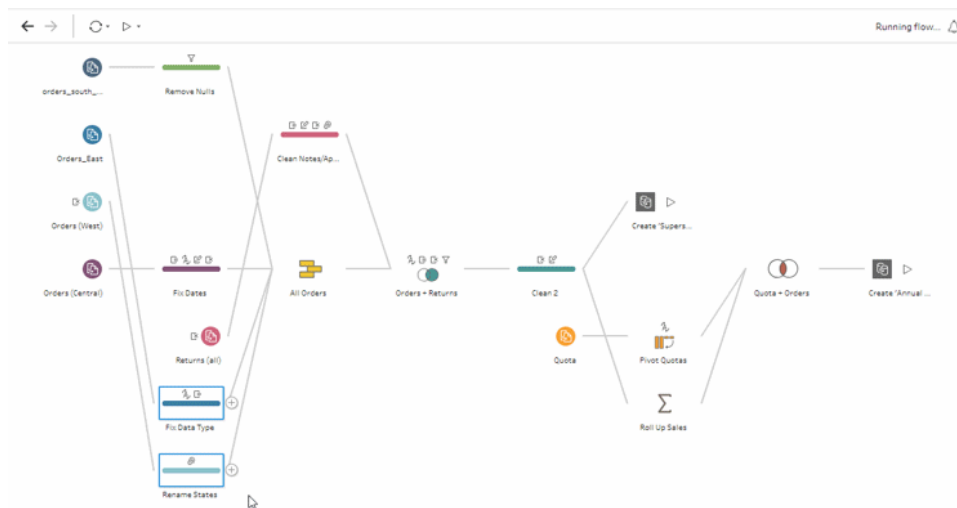 Running flow...
orders_south_...
Remove Nulls
Orders_East
Clean Notes/Ap...
Orders (West)
Create 'Supers...
Orders (Central)
Fix Dates
All Orders
Orders + Returns
Clean 2
Quota + Orders
Create 'Annual ...
Returns (all)
Quota
Pivot Quotas
Fix Data Type
Roll Up Sales
Rename States